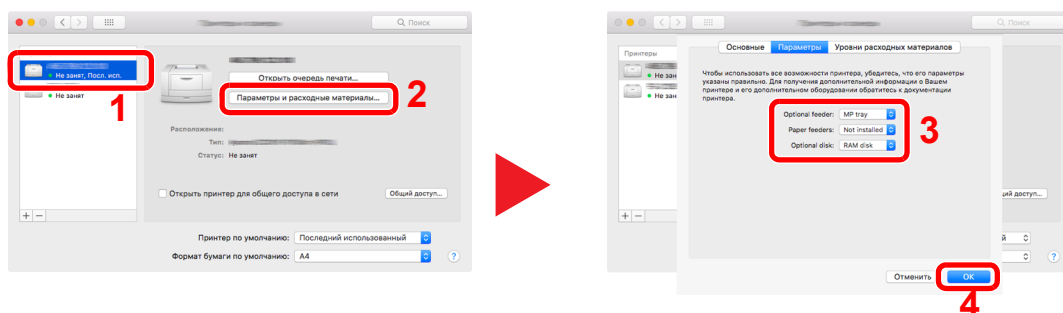 Поиск
Не занят, Посл. исп.
Не занят
1
Открыть очередь печати...
Параметры и расходные материалы...
2
Расположение:
Тип:
Статус: Не занят
Открыть принтер для общего доступа в сети
Общий доступ...
+ −
Принтер по умолчанию: Последний использованный
Формат бумаги по умолчанию: A4
?
Поиск
Принтеры
Не зан
Не зан
Основные Параметры Уровни расходных материалов
Чтобы использовать все возможности принтера, убедитесь, что его параметры
указаны правильно. Для получения дополнительной информации о Вашем
принтере и его дополнительном оборудовании обратитесь к документации
принтера.
Optional feeder: MP tray
Paper feeders: Not installed
Optional disk: RAM disk
3
ций доступ...
+ −
й
?
Отменить OK
4